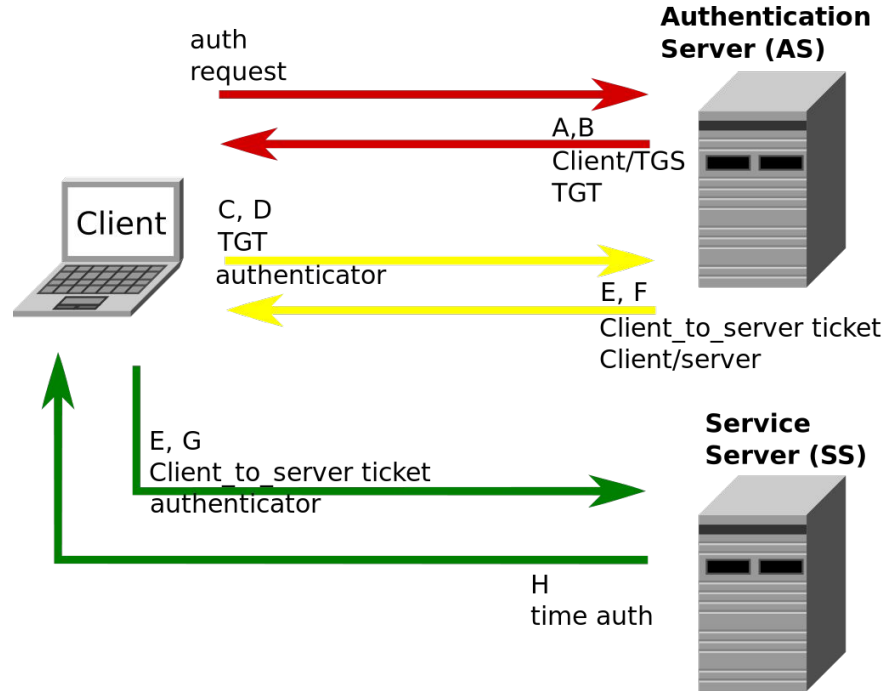 Authentication
Server (AS)
auth
request
A,B
Client/TGS
TGT
Client
C, D
TGT
authenticator
E, F
Client_to_server ticket
Client/server
Service
Server (SS)
E, G
Client_to_server ticket
authenticator
H
time auth